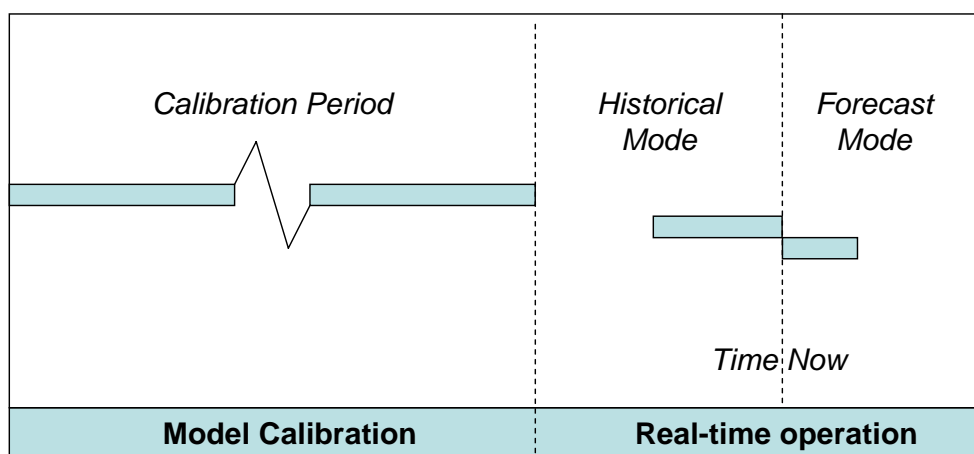 Calibration Period
Historical
Mode
Forecast
Mode
Time Now
Model Calibration
Real-time operation